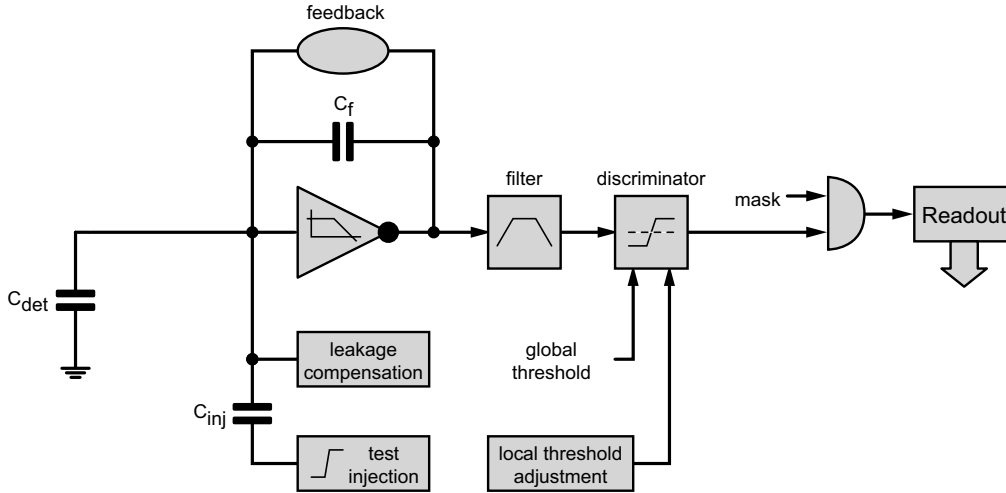 feedback
Cf
filter
discriminator
mask
Readout
Cdet
leakage
compensation
global
threshold
Cinj
test
injection
local threshold
adjustment